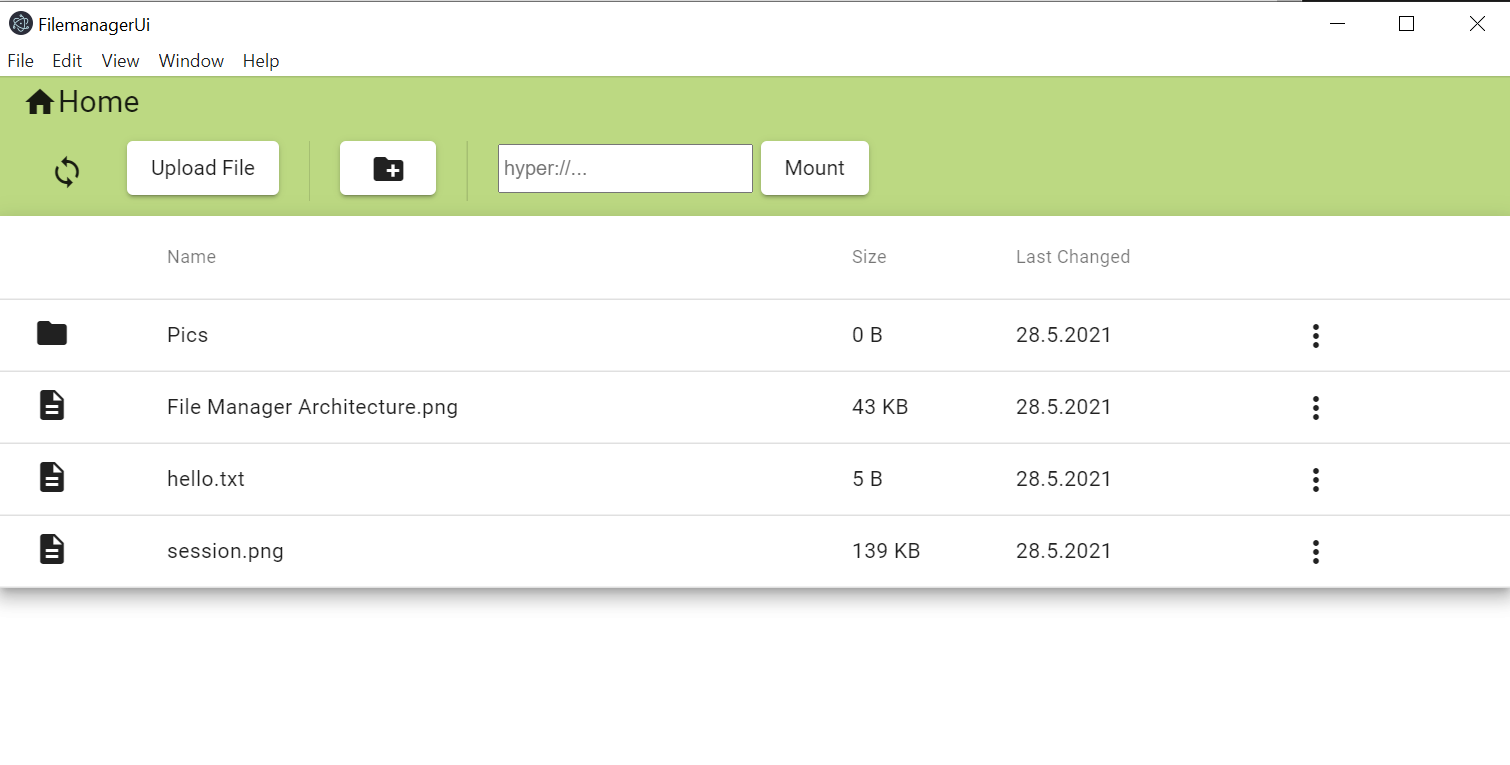 FilemanagerUi
File Edit View Window Help
Home
Upload File hyper://... Mount
Name Size Last Changed
Pics 0 B 28.5.2021
File Manager Architecture.png 43 KB 28.5.2021
hello.txt 5 B 28.5.2021
session.png 139 KB 28.5.2021